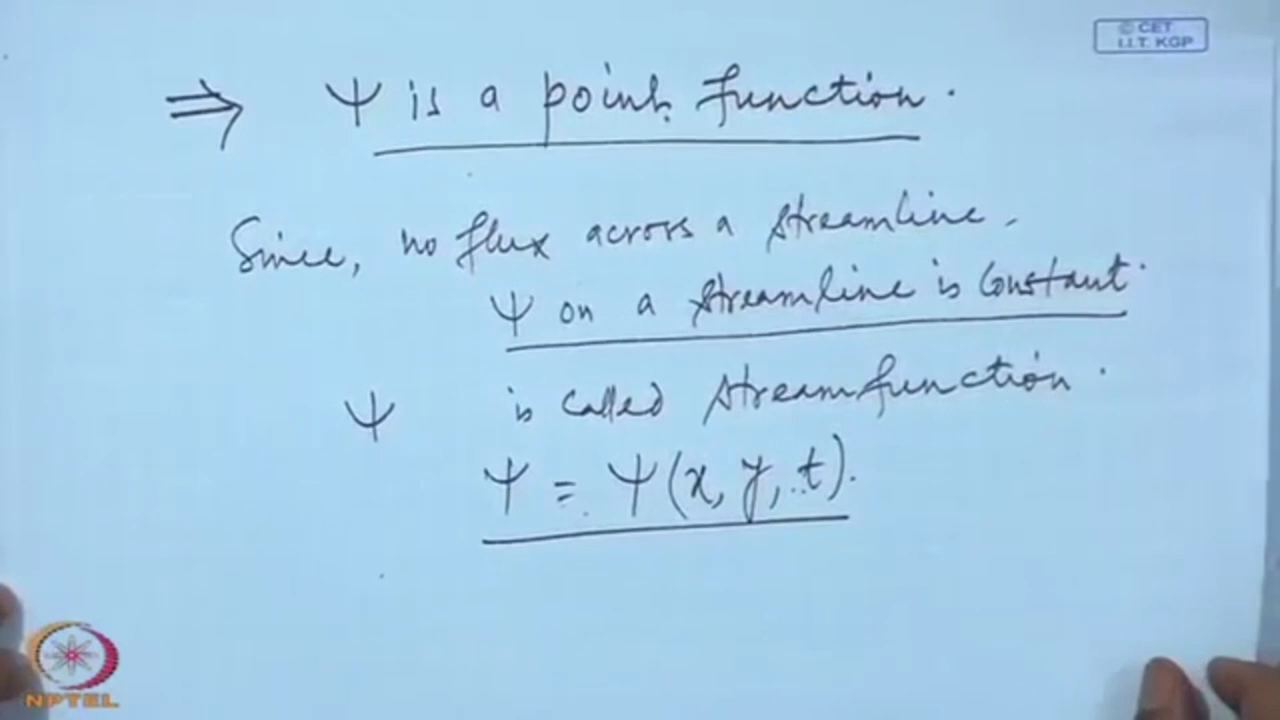 © CET
I.I.T. KGP
⇒ Ψ is a point function.
Since, no flux across a streamline,
Ψ on a streamline is constant.
Ψ is called streamfunction.
Ψ = Ψ(x, y, t).
NPTEL